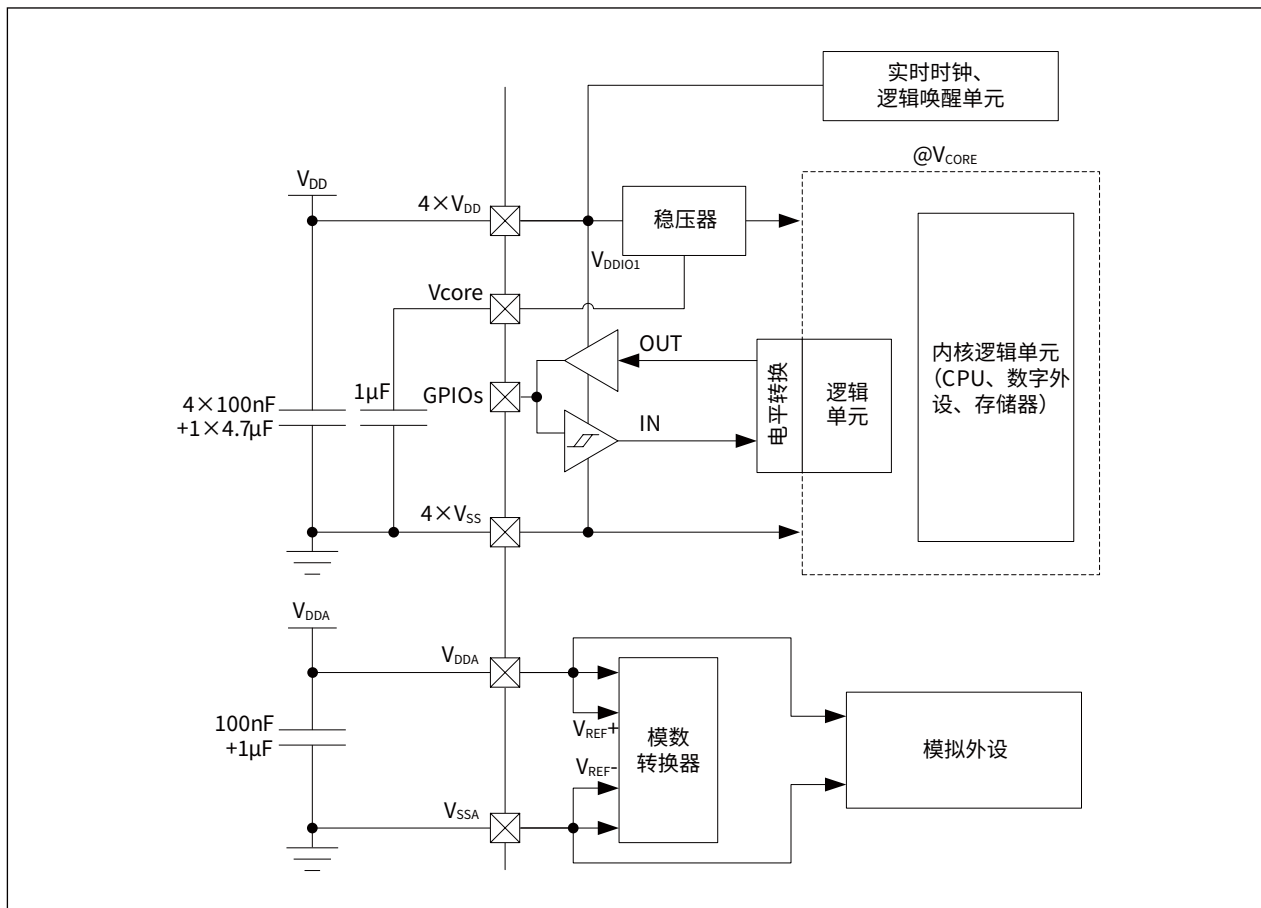 实时时钟、
逻辑唤醒单元
@VCORE
VDD
4×VDD
稳压器
VDDIO1
Vcore
OUT
1µF
GPIOs
4×100nF
+1×4.7µF
IN
电平转换
逻辑
单元
内核逻辑单元
（CPU、数字外
设、存储器）
4×VSS
VDDA
VDDA
100nF
+1µF
VREF+
VREF-
模数
转换器
模拟外设
VSSA